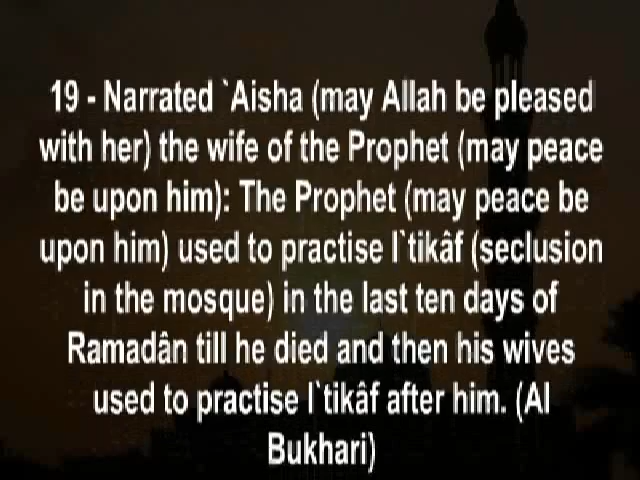 19 - Narrated `Aisha (may Allah be pleased
with her) the wife of the Prophet (may peace
be upon him): The Prophet (may peace be
upon him) used to practise I`tikâf (seclusion
in the mosque) in the last ten days of
Ramadân till he died and then his wives
used to practise I`tikâf after him. (Al
Bukhari)